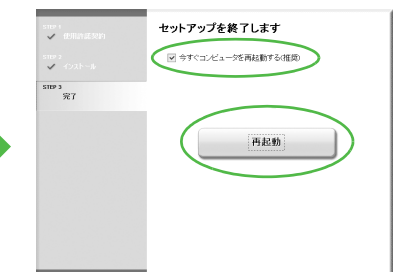 STEP 1
使用許諾契約
STEP 2
インストール
STEP 3
完了
セットアップを終了します
今すぐコンピュータを再起動する(推奨)
再起動